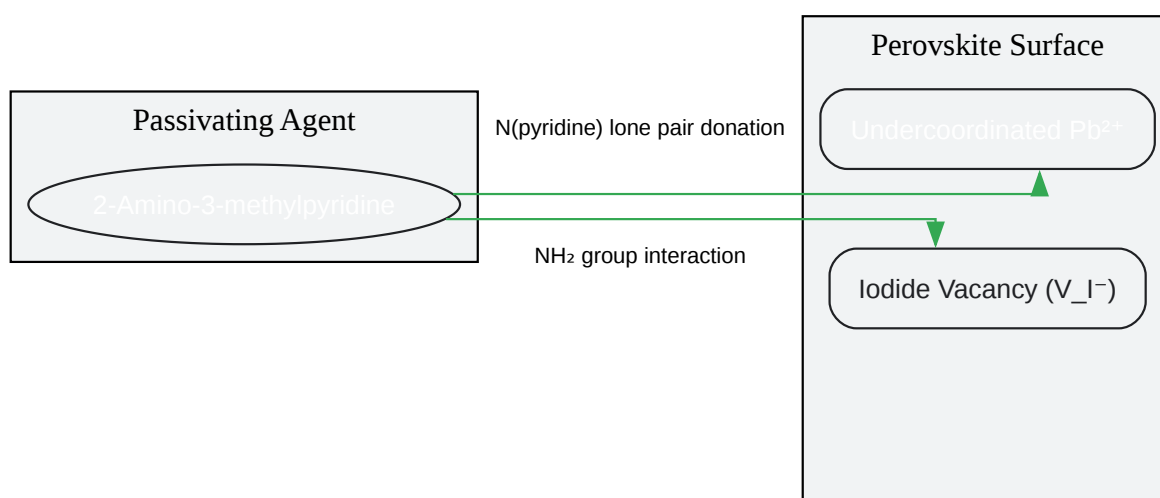 Perovskite Surface
Passivating Agent
N(pyridine) lone pair donation
Undercoordinated Pb²⁺
2-Amino-3-methylpyridine
NH₂ group interaction
Iodide Vacancy (V_I⁻)